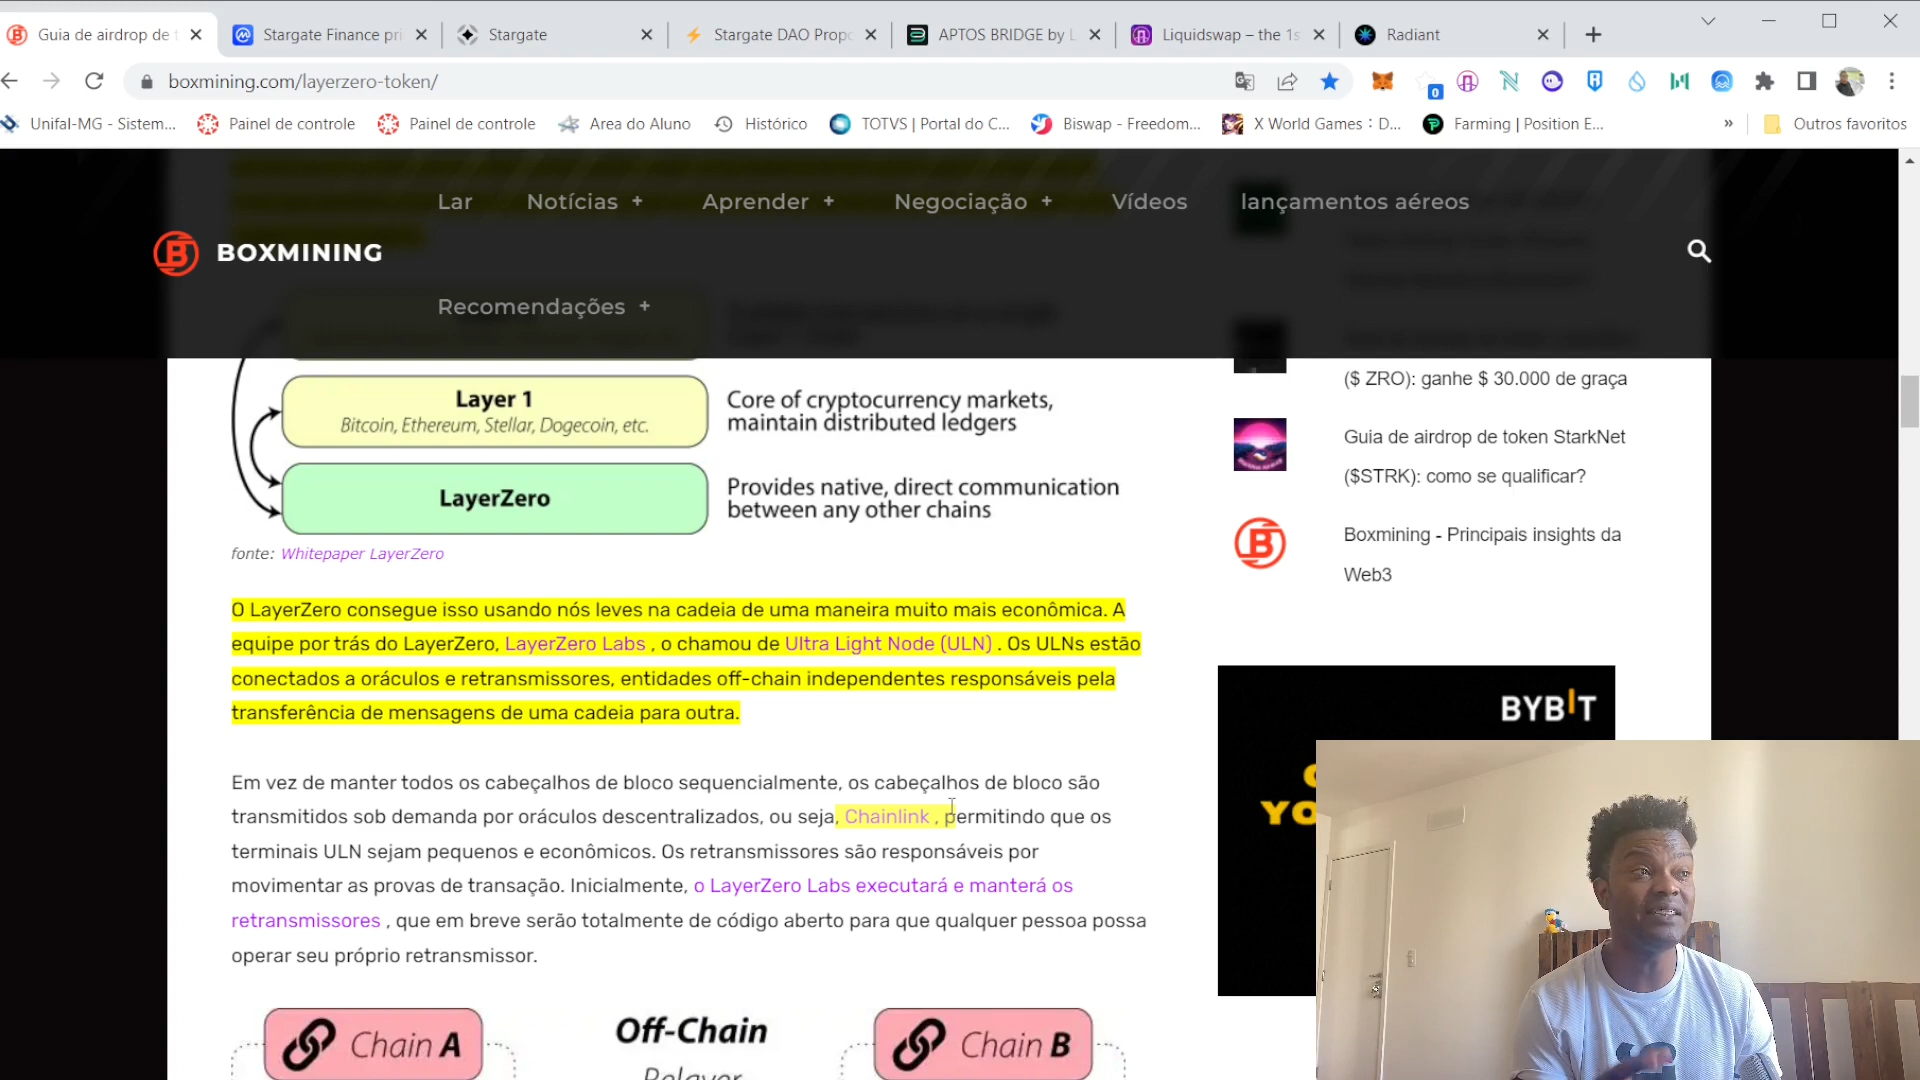 Guia de airdrop de t
Stargate Finance pri
Stargate
Stargate DAO Propo
APTOS BRIDGE by L
Liquidswap – the 1s
Radiant
boxmining.com/layerzero-token/
0
Unifal-MG - Sistem...
Painel de controle
Painel de controle
Area do Aluno
Histórico
TOTVS | Portal do C...
Biswap - Freedom...
X World Games : D...
Farming | Position E...
»
Outros favoritos
Lar
Notícias +
Aprender +
Negociação +
Vídeos
lançamentos aéreos
BOXMINING
Recomendações +
Layer 1
Bitcoin, Ethereum, Stellar, Dogecoin, etc.
Core of cryptocurrency markets,
maintain distributed ledgers
LayerZero
Provides native, direct communication
between any other chains
fonte: Whitepaper LayerZero
O LayerZero consegue isso usando nós leves na cadeia de uma maneira muito mais econômica. A
equipe por trás do LayerZero, LayerZero Labs , o chamou de Ultra Light Node (ULN) . Os ULNs estão
conectados a oráculos e retransmissores, entidades off-chain independentes responsáveis pela
transferência de mensagens de uma cadeia para outra.
Em vez de manter todos os cabeçalhos de bloco sequencialmente, os cabeçalhos de bloco são
transmitidos sob demanda por oráculos descentralizados, ou seja, Chainlink , permitindo que os
terminais ULN sejam pequenos e econômicos. Os retransmissores são responsáveis por
movimentar as provas de transação. Inicialmente, o LayerZero Labs executará e manterá os
retransmissores , que em breve serão totalmente de código aberto para que qualquer pessoa possa
operar seu próprio retransmissor.
Chain A
Off-Chain
Relayer
Chain B
($ ZRO): ganhe $ 30.000 de graça
Guia de airdrop de token StarkNet
($STRK): como se qualificar?
Boxmining - Principais insights da
Web3
BYBIT